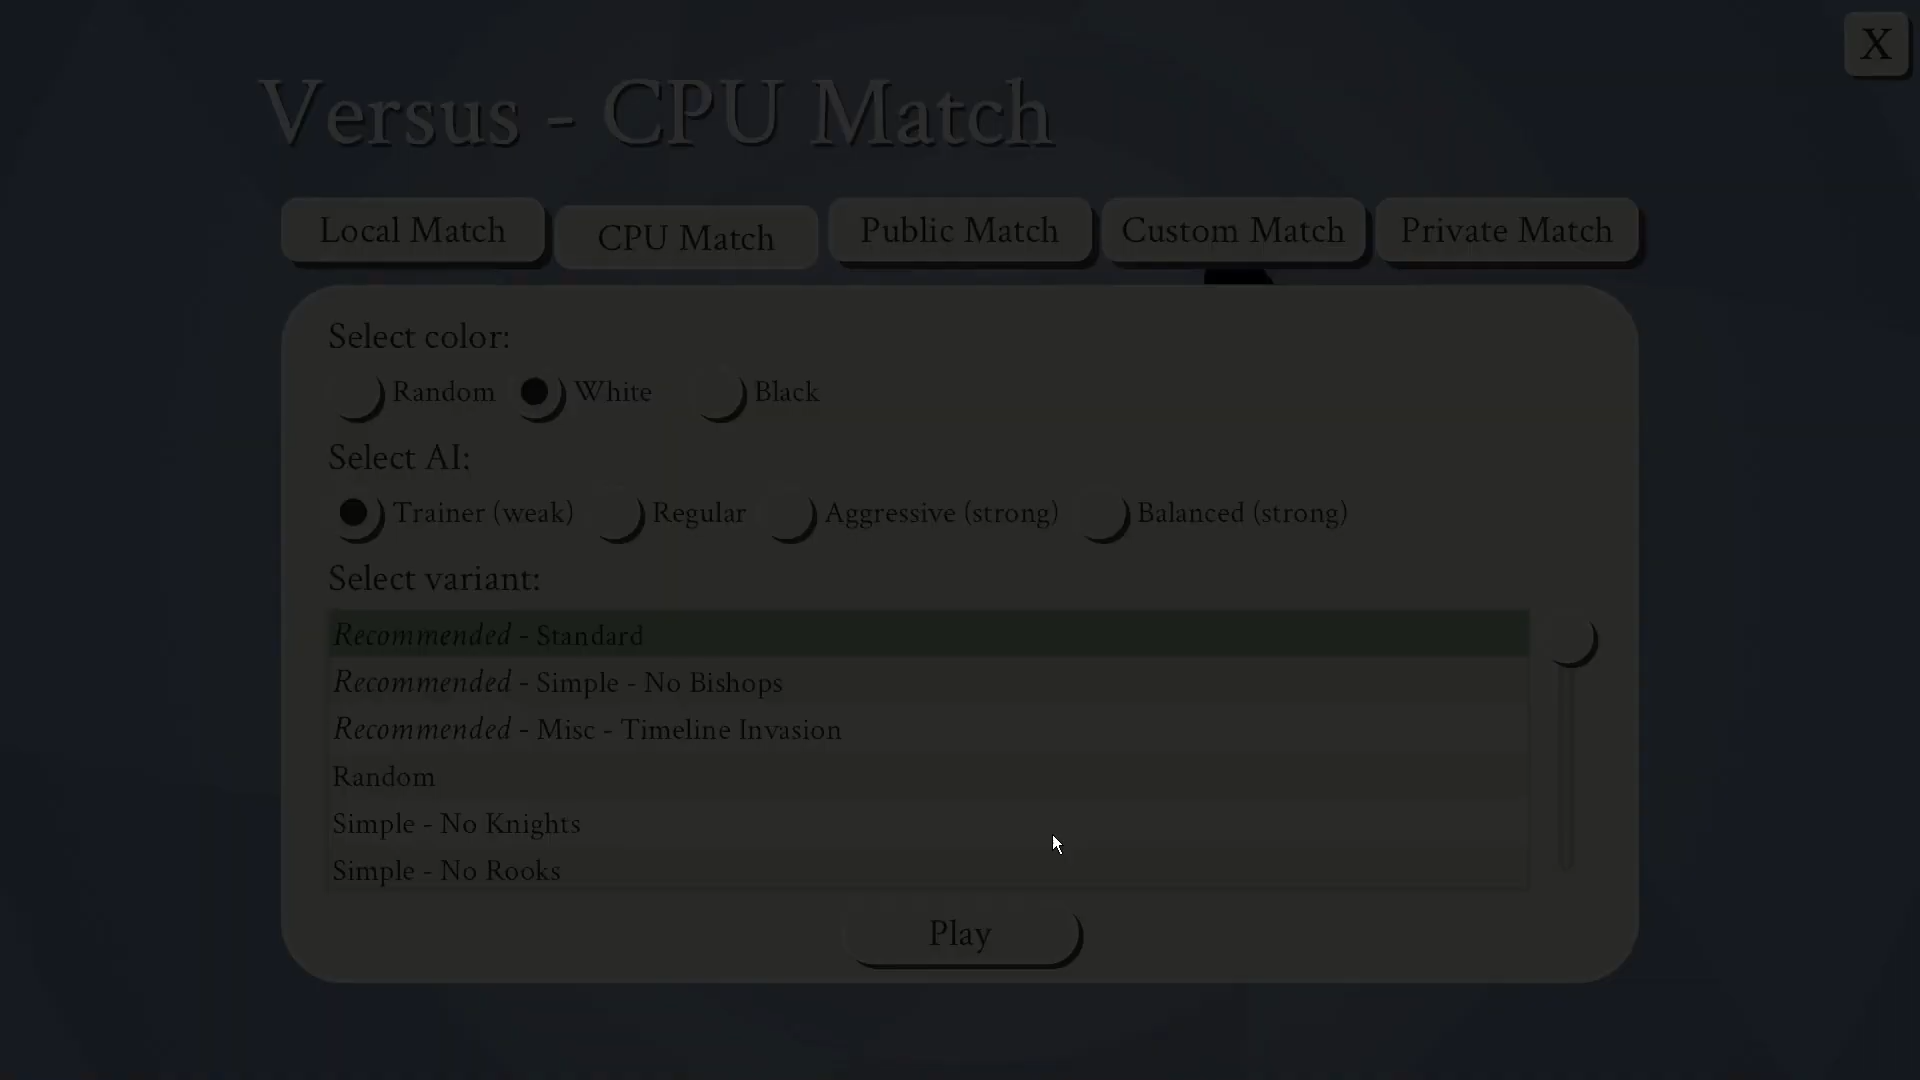 X
Versus - CPU Match
Local Match CPU Match Public Match Custom Match Private Match
Select color:
Random White Black
Select AI:
Trainer (weak) Regular Aggressive (strong) Balanced (strong)
Select variant:
Recommended - Standard
Recommended - Simple - No Bishops
Recommended - Misc - Timeline Invasion
Random
Simple - No Knights
Simple - No Rooks
Play